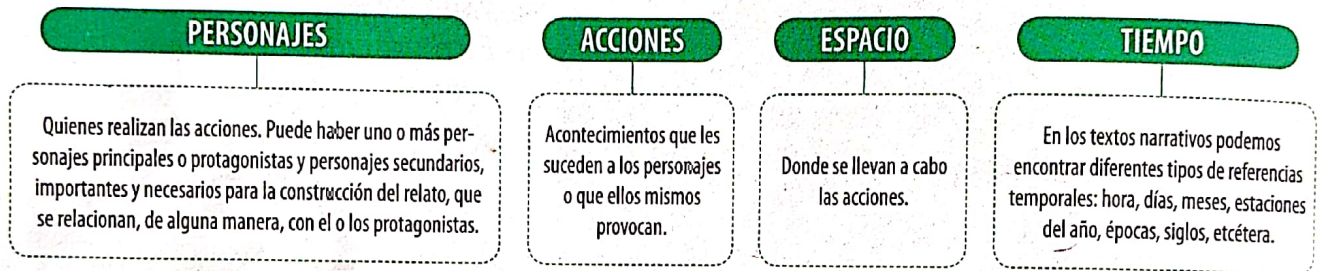 PERSONAJES
Quienes realizan las acciones. Puede haber uno o más per-
sonajes principales o protagonistas y personajes secundarios,
importantes y necesarios para la construcción del relato, que
se relacionan, de alguna manera, con el o los protagonistas.
ACCIONES
Acontecimientos que les
suceden a los personajes
o que ellos mismos
provocan.
ESPACIO
Donde se llevan a cabo
las acciones.
TIEMPO
En los textos narrativos podemos
encontrar diferentes tipos de referencias
temporales: hora, días, meses, estaciones
del año, épocas, siglos, etcétera.